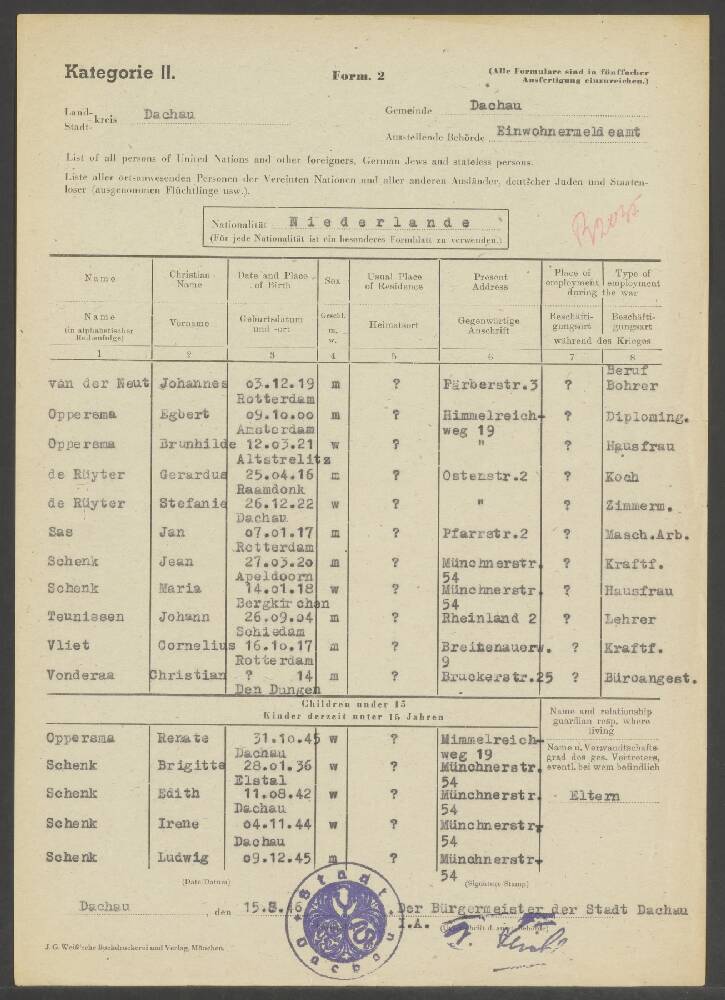 Kategorie II.
Form. 2
(Alle Formulare sind in fünffacher
Ausfertigung einzureichen.)
Land-
Stadt- kreis Dachau
Gemeinde Dachau
Ausstellende Behörde Einwohnermeldeamt
List of all persons of United Nations and other foreigners, German Jews and stateless persons.
Liste aller ortsanwesenden Personen der Vereinten Nationen und aller anderen Ausländer, deutscher Juden und Staaten-
loser (ausgenommen Flüchtlinge usw.).
Nationalität Niederlande
(Für jede Nationalität ist ein besonderes Formblatt zu verwenden.)
Name Christian Name Date and Place of Birth Sex Usual Place of Residence Present Address Place of employment Type of employment during the war
Name (in alphabetischer Reihenfolge) Vorname Geburtsdatum und -ort Geschl. m. w. Heimatsort Gegenwärtige Anschrift Beschäfti-gungsort Beschäfti-gungsart während des Krieges
1 2 3 4 5 6 7 8
Beruf
van der Neut Johannes 03.12.19 m ? Färberstr.3 ? Bohrer
Rotterdam
Oppersma Egbert 09.10.00 m ? Himmelreich- ? Diploming.
Amsterdam weg 19
Oppersma Brunhilde 12.03.21 w ? " ? Hausfrau
Altstrelitz
de Rüyter Gerardus 25.04.16 m ? Ostenstr.2 ? Koch
Raamdonk
de Rüyter Stefanie 26.12.22 w ? " ? Zimmerm.
Dachau
Sas Jan 07.01.17 m ? Pfarrstr.2 ? Masch.Arb.
Rotterdam
Schenk Jean 27.03.20 m ? Münchnerstr. ? Kraftf.
Apeldoorn 54
Schenk Maria 14.01.18 w ? Münchnerstr. ? Hausfrau
Bergkirchen 54
Teunissen Johann 26.09.04 m ? Rheinland 2 ? Lehrer
Schiedam
Vliet Cornelius 16.10.17 m ? Breitenauerw. ? Kraftf.
Rotterdam 9
Vonderaa Christian ? 14 m ? Bruckerstr.25 ? Büroangest.
Den Dungen
Children under 15
Kinder derzeit unter 15 Jahren
Name and relationship
guardian resp. where
living
Name u. Verwandtschafts-
grad des ges. Vertreters,
eventl. bei wem befindlich
Oppersma Renate 31.10.45 w ? Himmelreich-
Dachau weg 19
Schenk Brigitta 28.01.36 w ? Münchnerstr.
Elstal 54
Schenk Edith 11.08.42 w ? Münchnerstr. Eltern
Dachau 54
Schenk Irene 04.11.44 w ? Münchnerstr.
Dachau 54
Schenk Ludwig 09.12.45 m ? Münchnerstr.
54
(Date/Datum)
(Signature Stamp)
Dachau, den 15.8.46
Stadt Dachau
Der Bürgermeister der Stadt Dachau
I.A.
J. G. Weiß'sche Buchdruckerei und Verlag, München.